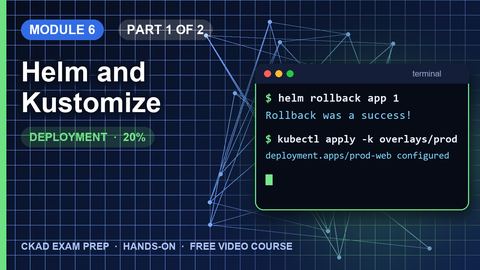 MODULE 6
PART 1 OF 2
Helm and
Kustomize
DEPLOYMENT · 20%
terminal
$ helm rollback app 1
Rollback was a success!
$ kubectl apply -k overlays/prod
deployment.apps/prod-web configured
CKAD EXAM PREP · HANDS-ON · FREE VIDEO COURSE